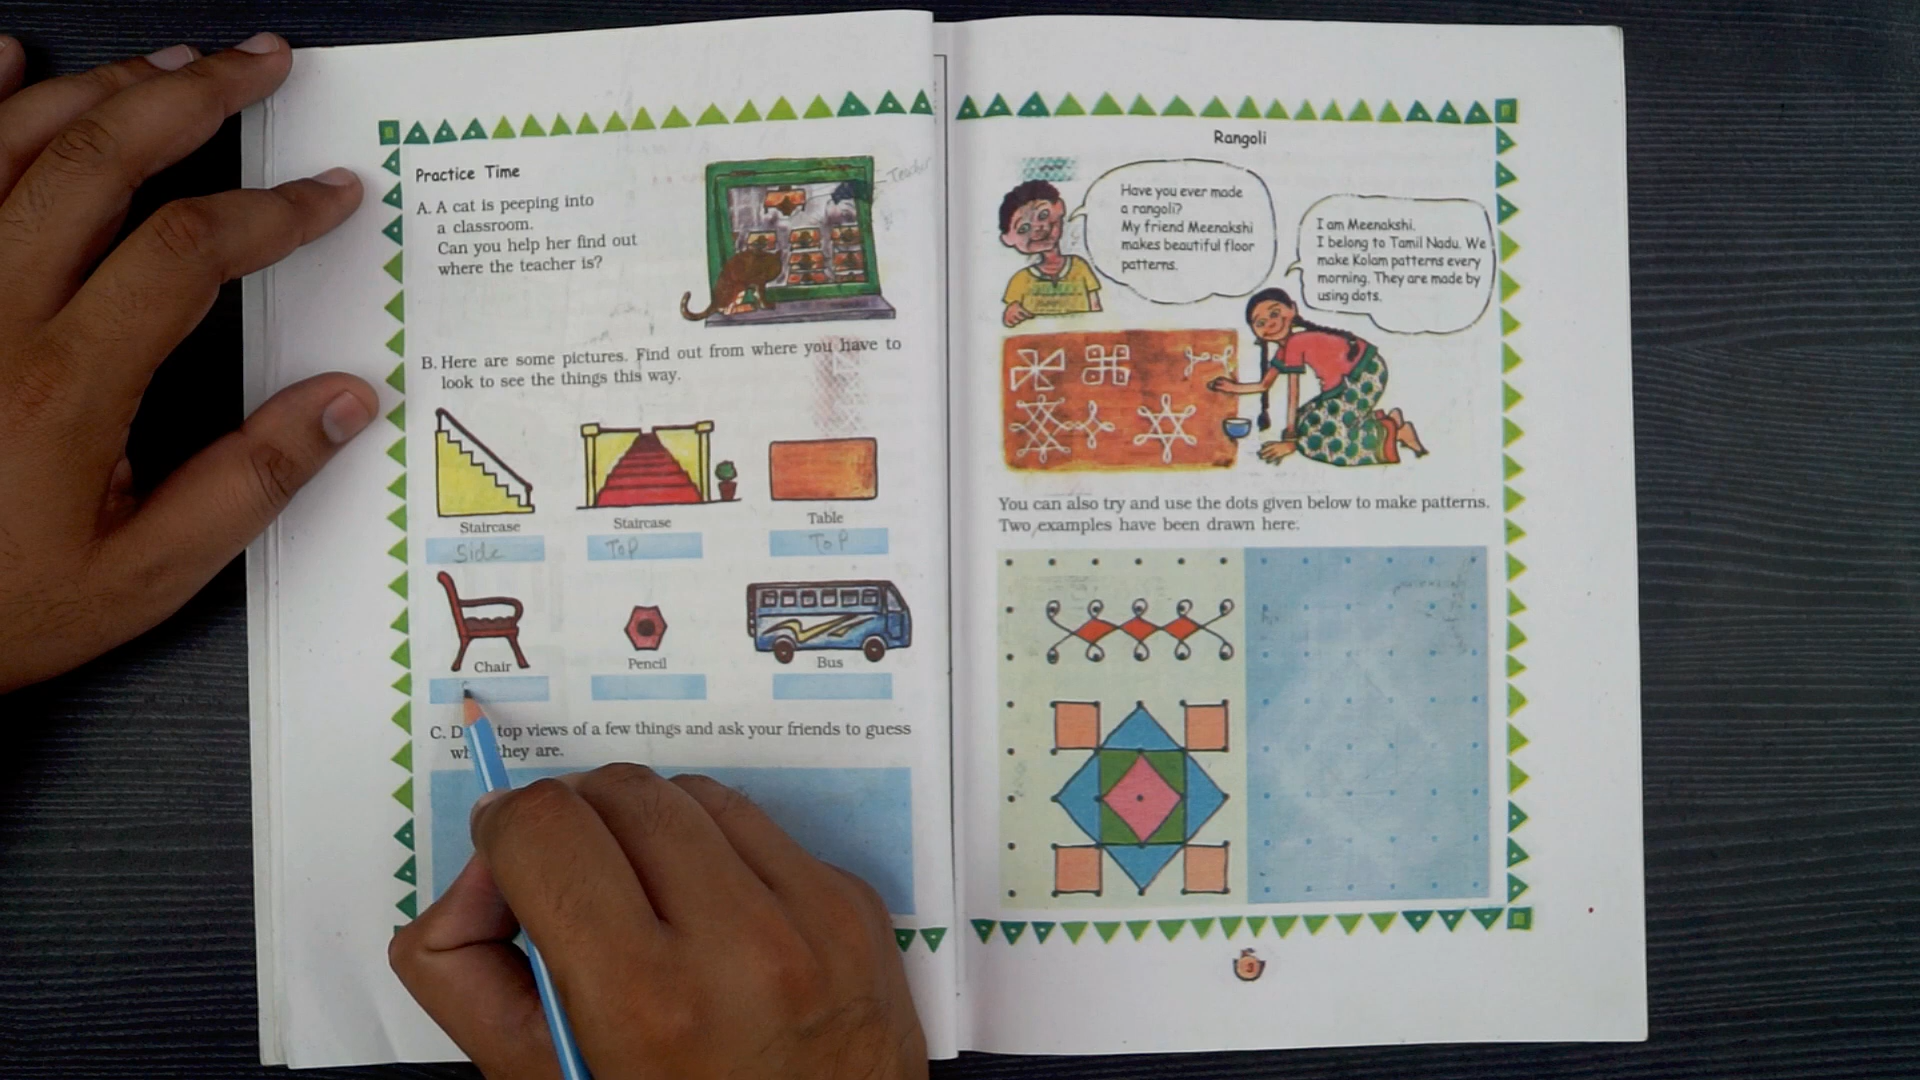 Practice Time
A. A cat is peeping into
a classroom.
Can you help her find out
where the teacher is?
Teacher
B. Here are some pictures. Find out from where you have to
look to see the things this way.
Staircase
Staircase
Table
Side
Top
Top
Chair
Pencil
Bus
C. top views of a few things and ask your friends to guess
they are.
Rangoli
Have you ever made
a rangoli?
My friend Meenakshi
makes beautiful floor
patterns.
I am Meenakshi.
I belong to Tamil Nadu. We
make Kolam patterns every
morning. They are made by
using dots.
You can also try and use the dots given below to make patterns.
Two examples have been drawn here.
3